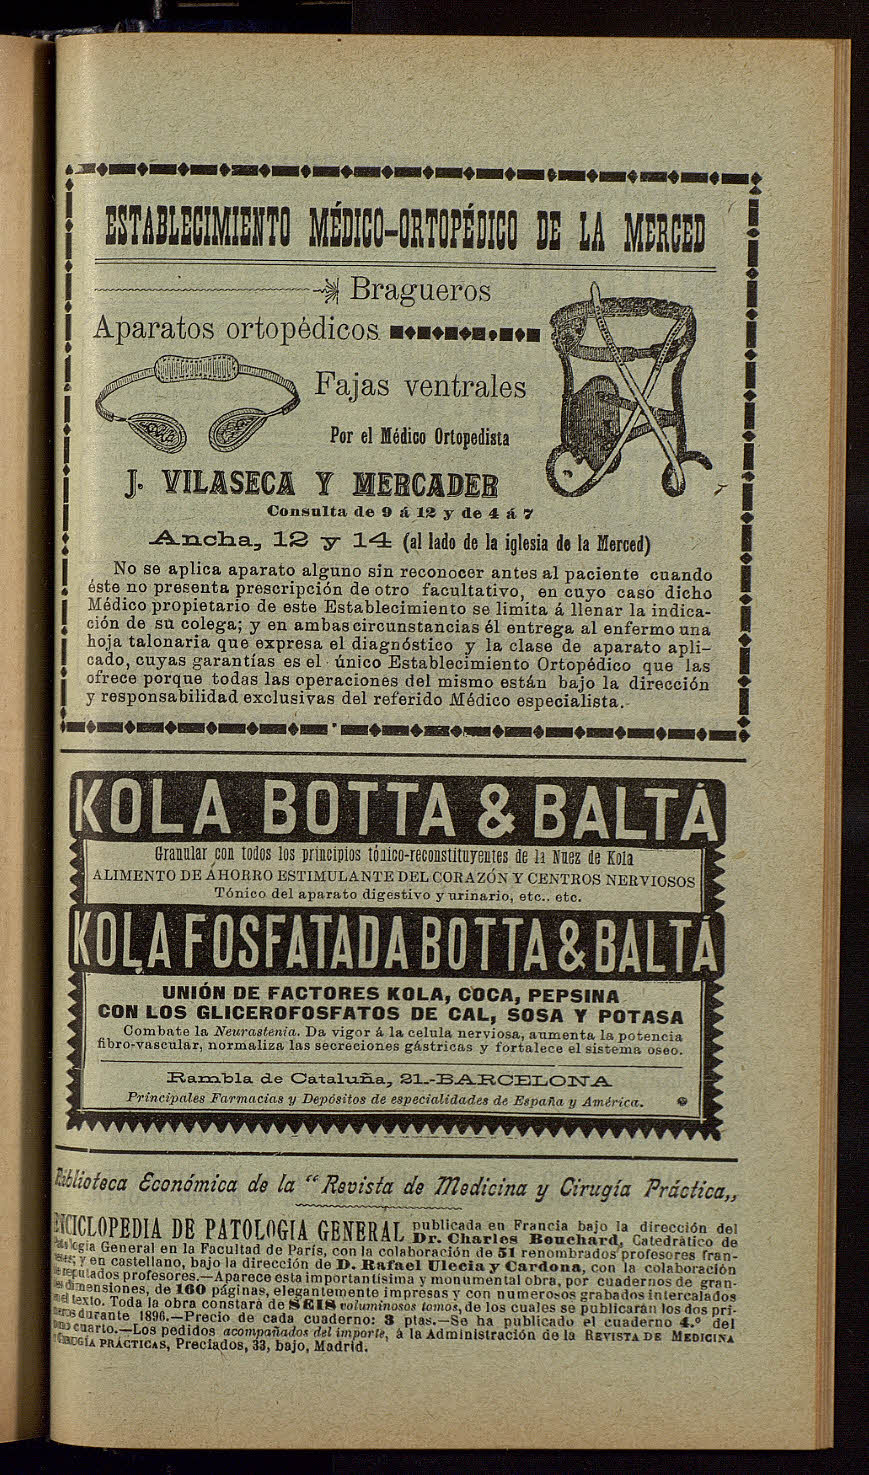 ESTABLECIMIENTO MÉDICO-ORTOPÉDICO DE LA MERCED
Bragueros
Aparatos ortopédicos
Fajas ventrales
Por el Médico Ortopedista
J. VILASECA Y MERCADER
Consulta de 9 á 12 y de 4 á 7
Ancha, 12 y 14 (al lado de la iglesia de la Merced)
No se aplica aparato alguno sin reconocer antes al paciente cuando
éste no presenta prescripción de otro facultativo, en cuyo caso dicho
Médico propietario de este Establecimiento se limita á llenar la indica-
ción de su colega; y en ambas circunstancias él entrega al enfermo una
hoja talonaria que expresa el diagnóstico y la clase de aparato apli-
cado, cuyas garantías es el único Establecimiento Ortopédico que las
ofrece porque todas las operaciones del mismo están bajo la dirección
y responsabilidad exclusivas del referido Médico especialista.
KOLA BOTTA & BALTÁ
Granular con todos los principios tónico-reconstituyentes de la Nuez de Kola
ALIMENTO DE ÁHORRO ESTIMULANTE DEL CORAZÓN Y CENTROS NERVIOSOS
Tónico del aparato digestivo y urinario, etc., etc.
KOLA FOSFATADA BOTTA & BALTÁ
UNIÓN DE FACTORES KOLA, COCA, PEPSINA
CON LOS GLICEROFOSFATOS DE CAL, SOSA Y POTASA
Combate la Neurastenia. Da vigor á la celula nerviosa, aumenta la potencia
fibro-vascular, normaliza las secreciones gástricas y fortalece el sistema oseo.
Rambla de Cataluña, 21.-BARCELONA
Principales Farmacias y Depósitos de especialidades de España y América.
Biblioteca Económica de la "Revista de Medicina y Cirugía Práctica,,
ENCICLOPEDIA DE PATOLOGIA GENERAL publicada en Francia bajo la dirección del
Dr. Charles Bouchard, Catedrático de
Patología General en la Facultad de París, con la colaboración de 51 renombrados profesores fran-
ceses; y en castellano, bajo la dirección de D. Rafael Ulecia y Cardona, con la colaboración
de reputados profesores.—Aparece esta importantísima y monumental obra, por cuadernos de gran-
des dimensiones, de 160 páginas, elegantemente impresas y con numerosos grabados intercalados
en el texto. Toda la obra constará de SEIS voluminosos tomos, de los cuales se publicarán los dos pri-
meros durante 1896.—Precio de cada cuaderno: 3 ptas.—Se ha publicado el cuaderno 4.º del
cuarto.—Los pedidos acompañados del importe, á la Administración de la REVISTA DE MEDICINA
Y CIRUGÍA PRÁCTICAS, Preciados, 33, bajo, Madrid.